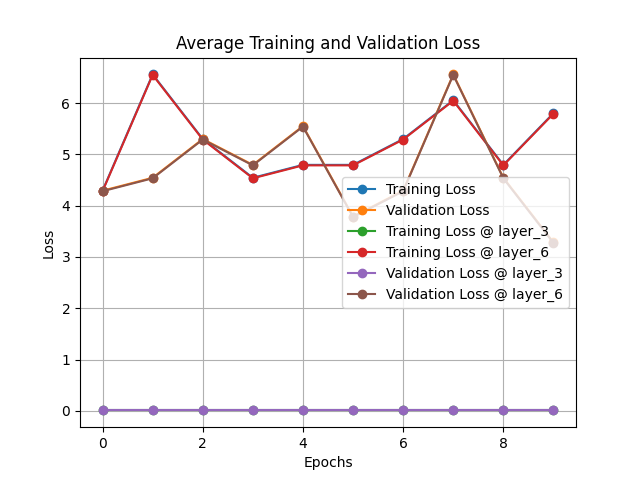 Average Training and Validation Loss
Loss
6
5
4
3
2
1
0
Training Loss
Validation Loss
Training Loss @ layer_3
Training Loss @ layer_6
Validation Loss @ layer_3
Validation Loss @ layer_6
0 2 4 6 8
Epochs